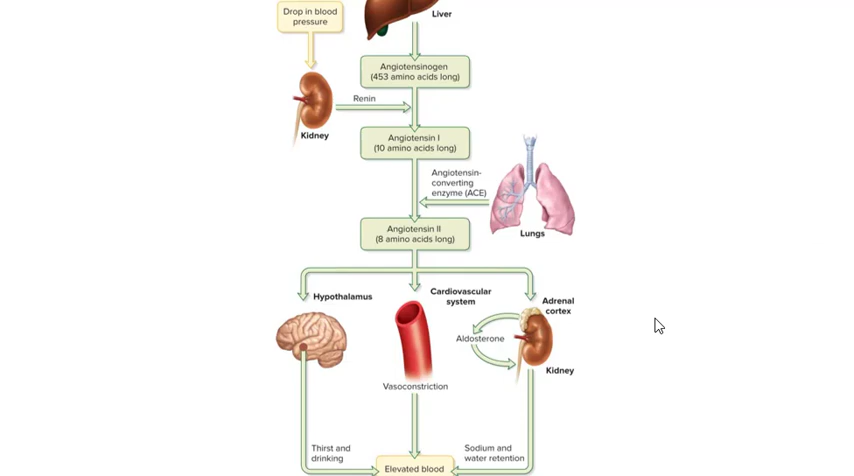 Drop in blood
pressure
Liver
Angiotensinogen
(453 amino acids long)
Renin
Kidney
Angiotensin I
(10 amino acids long)
Angiotensin-
converting
enzyme (ACE)
Lungs
Angiotensin II
(8 amino acids long)
Hypothalamus
Cardiovascular
system
Adrenal
cortex
Aldosterone
Kidney
Vasoconstriction
Thirst and
drinking
Sodium and
water retention
Elevated blood